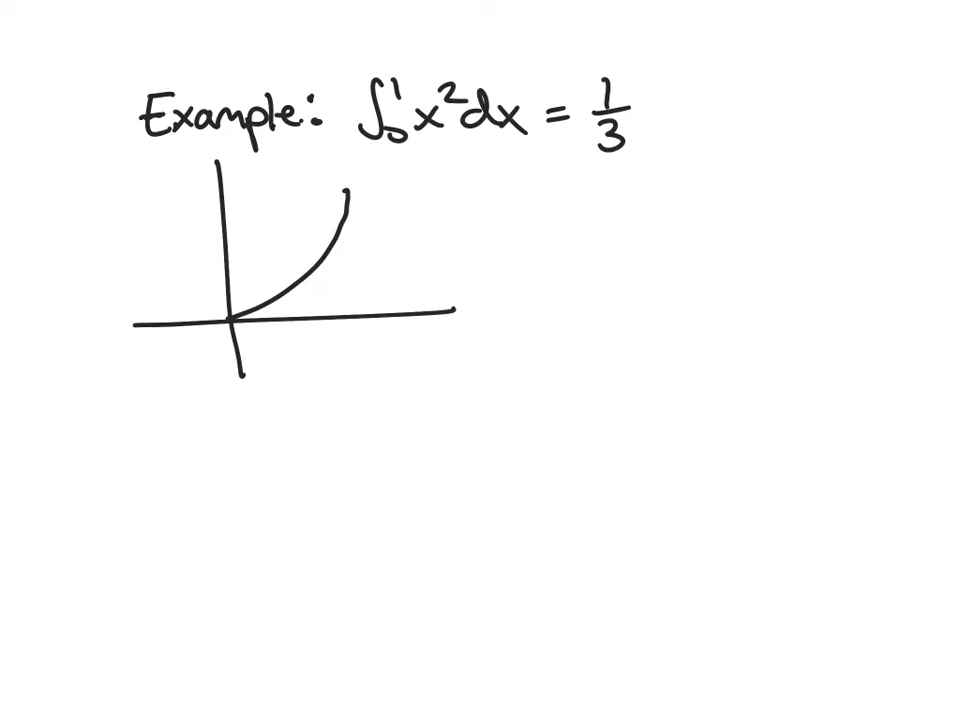 Example: ∫₀¹ x² dx = 1/3